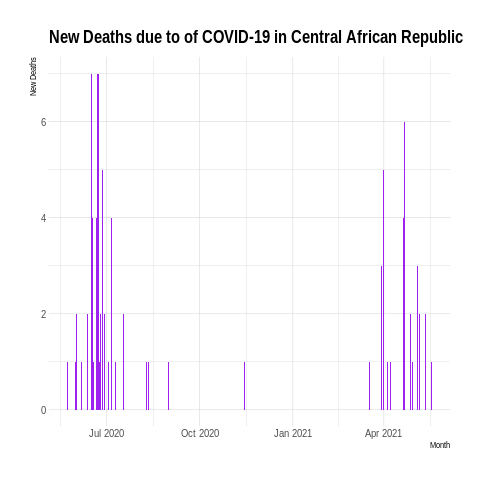 New Deaths due to of COVID-19 in Central African Republic
New Deaths
6
4
2
0
Jul 2020 Oct 2020 Jan 2021 Apr 2021
Month